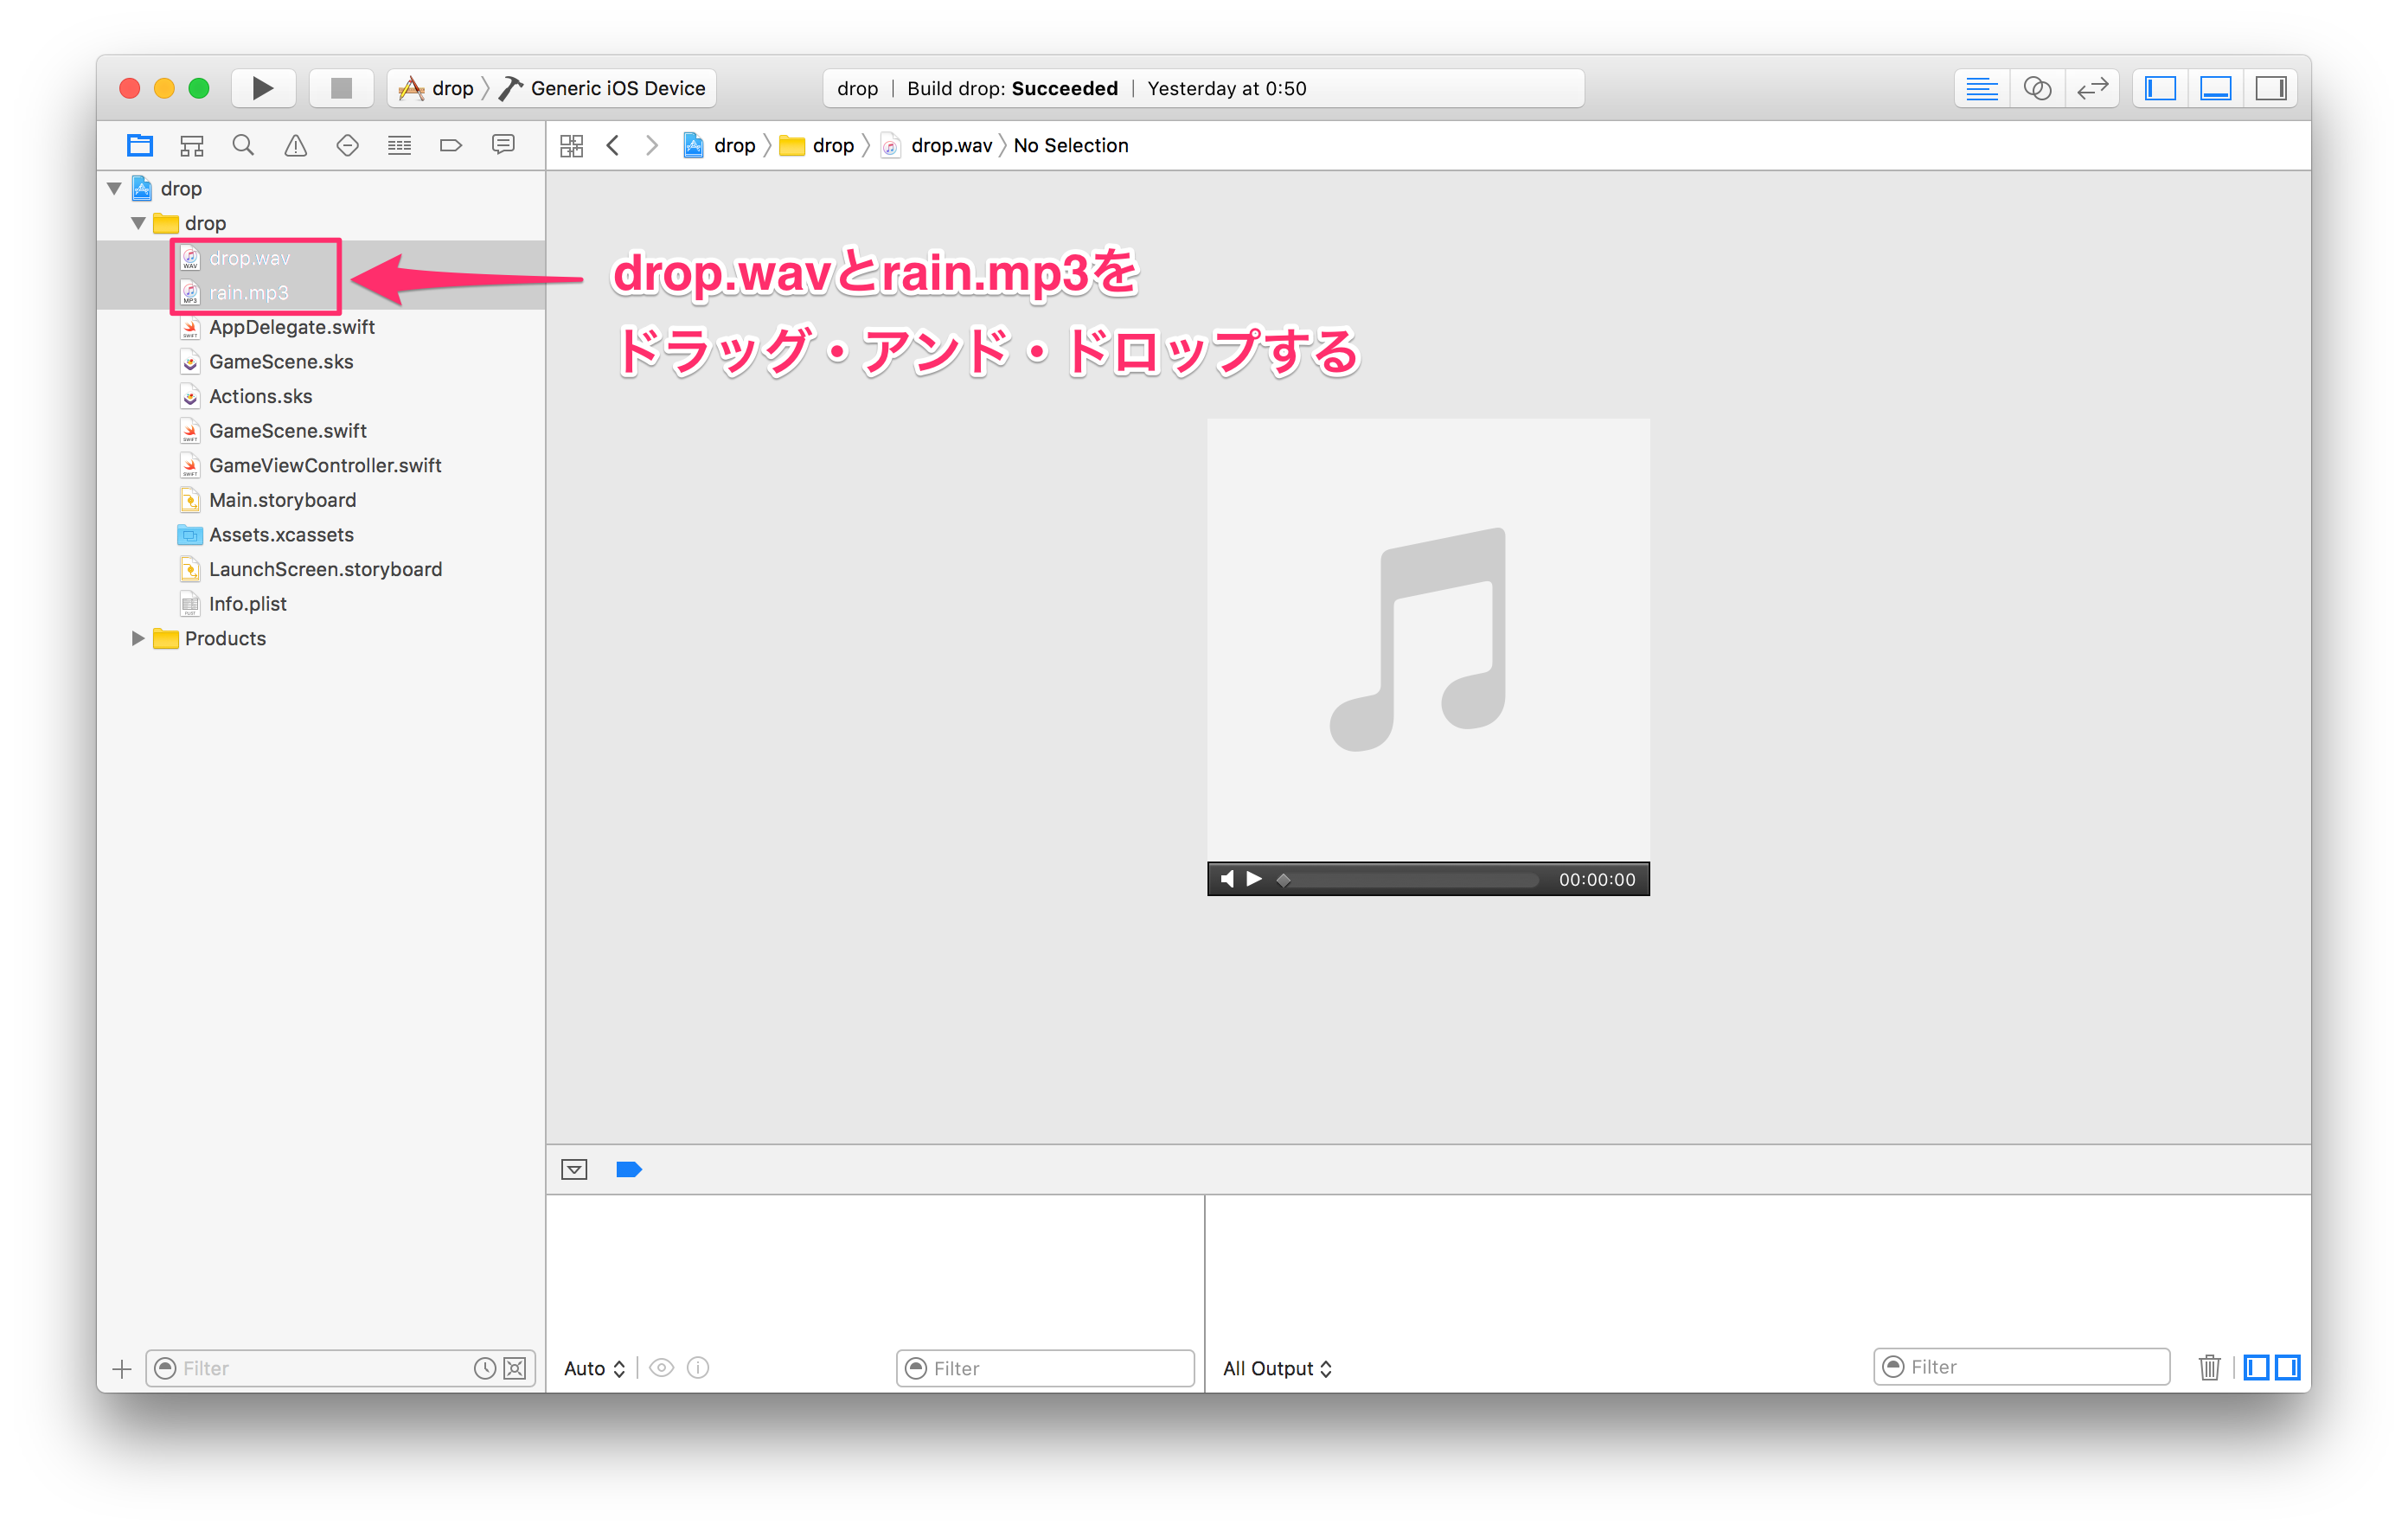 drop 〉 Generic iOS Device
drop | Build drop: Succeeded | Yesterday at 0:50
drop 〉 drop 〉 drop.wav 〉 No Selection
drop
drop
drop.wav
rain.mp3
AppDelegate.swift
GameScene.sks
Actions.sks
GameScene.swift
GameViewController.swift
Main.storyboard
Assets.xcassets
LaunchScreen.storyboard
Info.plist
Products
drop.wavとrain.mp3を
ドラッグ・アンド・ドロップする
00:00:00
Filter
Auto
Filter
All Output
Filter